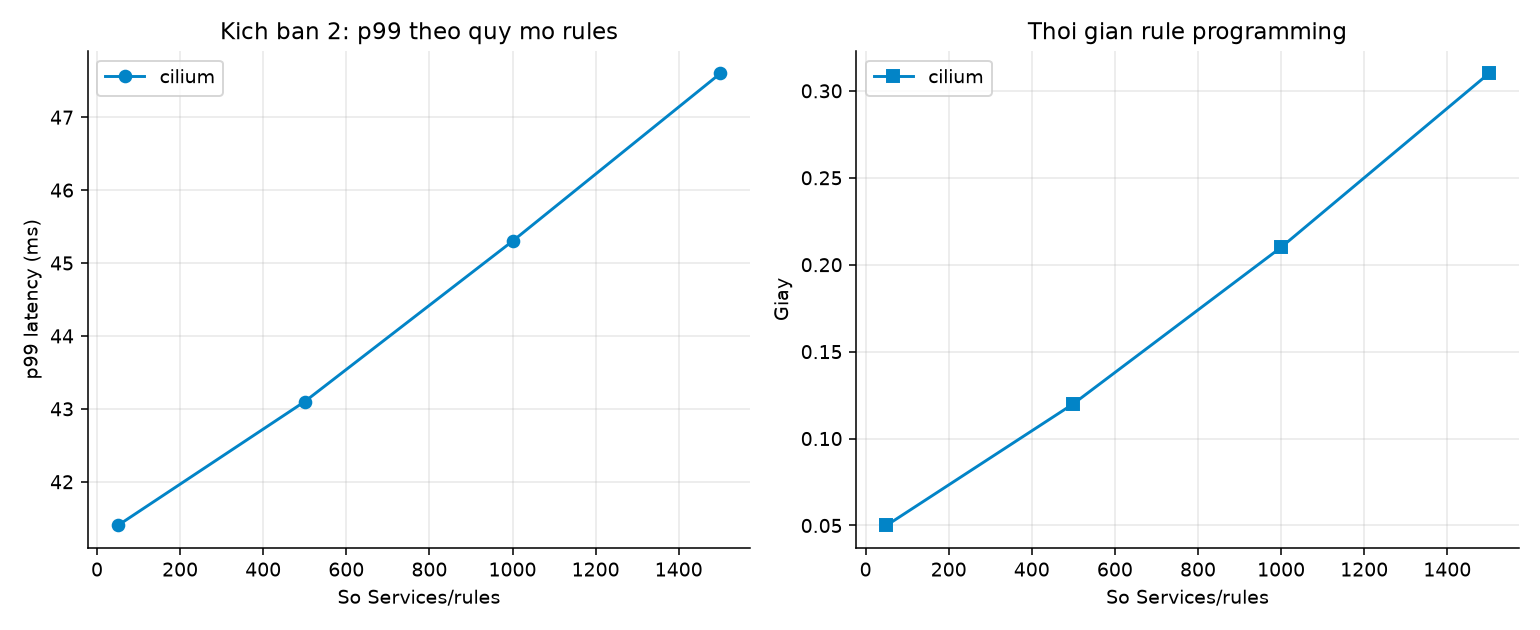 Kich ban 2: p99 theo quy mo rules
cilium
p99 latency (ms)
47
46
45
44
43
42
0 200 400 600 800 1000 1200 1400
So Services/rules
Thoi gian rule programming
cilium
Giay
0.30
0.25
0.20
0.15
0.10
0.05
0 200 400 600 800 1000 1200 1400
So Services/rules